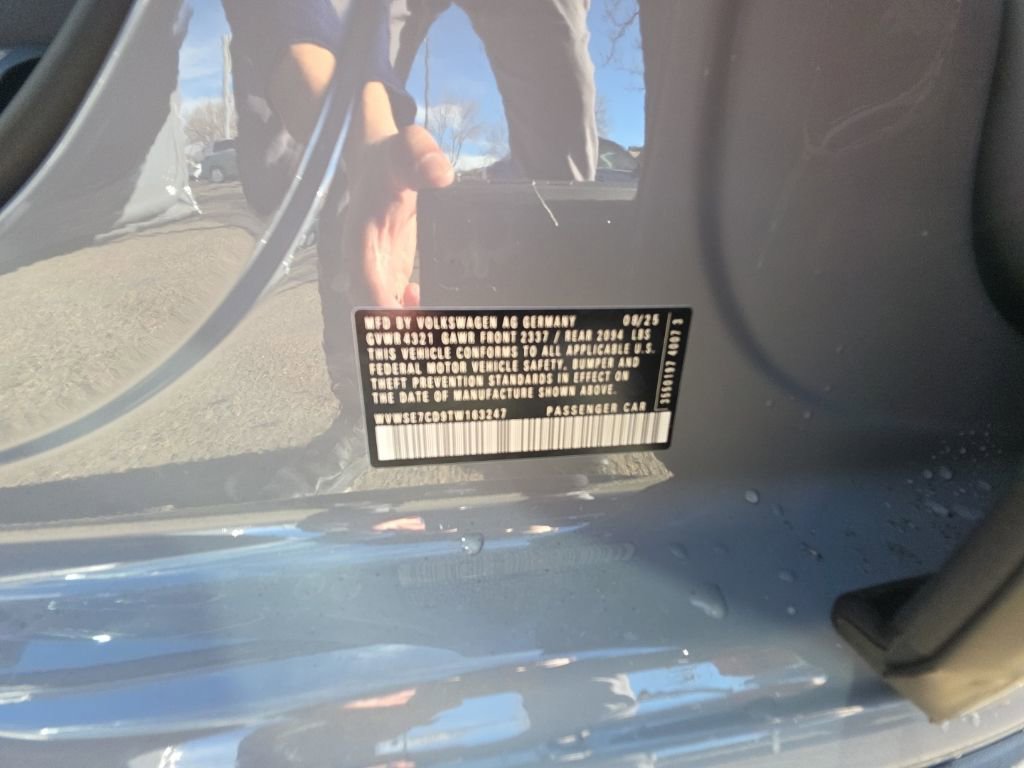 MFD BY VOLKSWAGEN AG GERMANY 08/25
GVWR 4321 GAWR FRONT 2337 / REAR 2094 LBS
THIS VEHICLE CONFORMS TO ALL APPLICABLE U.S.
FEDERAL MOTOR VEHICLE SAFETY, BUMPER, AND
THEFT PREVENTION STANDARDS IN EFFECT ON
THE DATE OF MANUFACTURE SHOWN ABOVE.
WVWSE7CD9TW163247 PASSENGER CAR